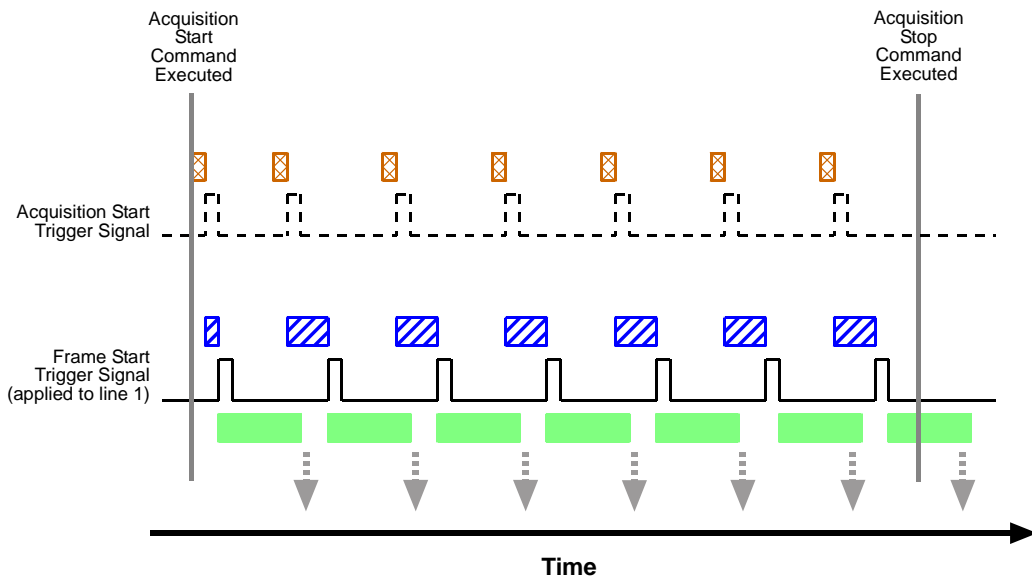 Acquisition
Start
Command
Executed
Acquisition
Stop
Command
Executed
Acquisition Start
Trigger Signal
Frame Start
Trigger Signal
(applied to line 1)
Time